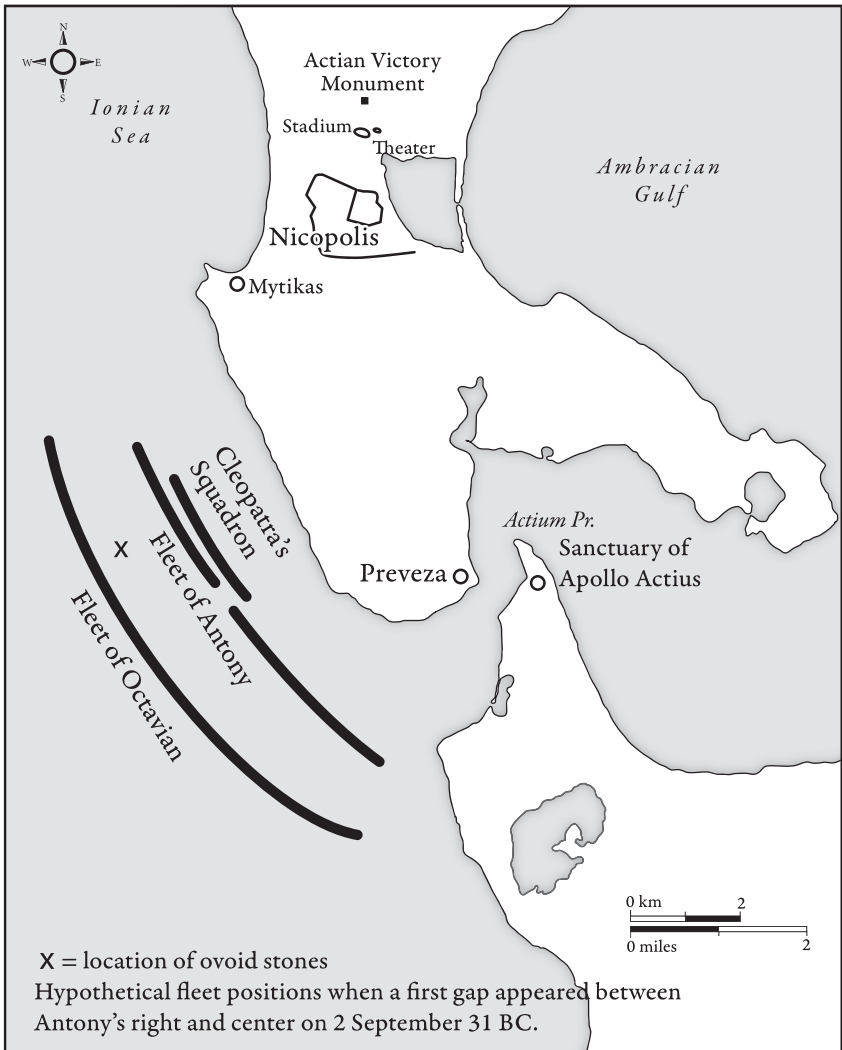 N
W E
S
Ionian
Sea
Actian Victory
Monument
Stadium
Theater
Ambracian
Gulf
Nicopolis
Mytikas
Cleopatra's
Squadron
Actium Pr.
X
Fleet of Antony
Sanctuary of
Apollo Actius
Preveza
Fleet of Octavian
0 km 2
0 miles 2
X = location of ovoid stones
Hypothetical fleet positions when a first gap appeared between
Antony's right and center on 2 September 31 BC.